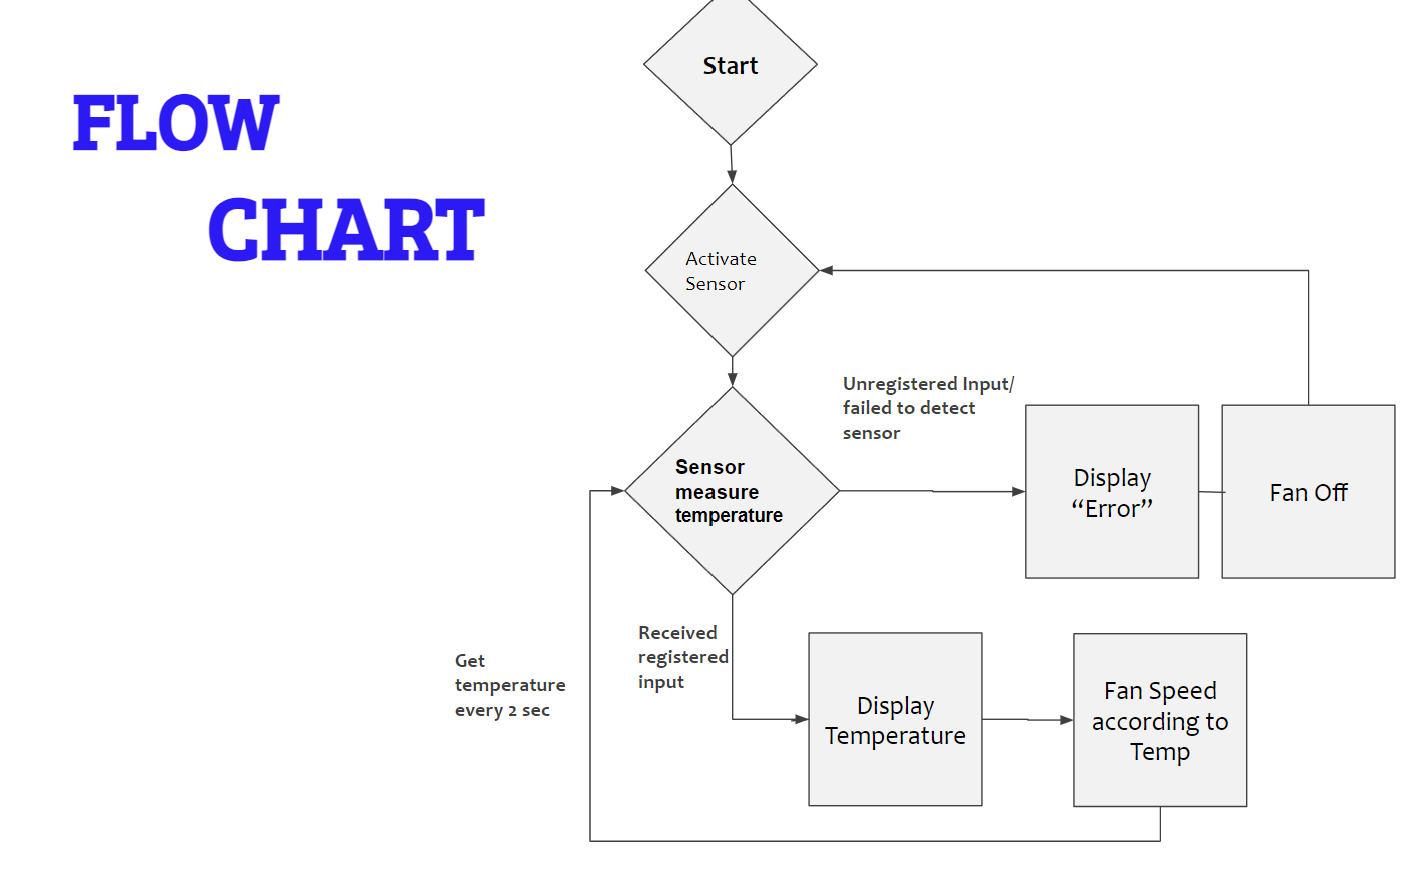 FLOW
CHART
Start
Activate
Sensor
Unregistered Input/
failed to detect
sensor
Sensor
measure
temperature
Display
“Error”
Fan Off
Received
registered
input
Get
temperature
every 2 sec
Display
Temperature
Fan Speed
according to
Temp